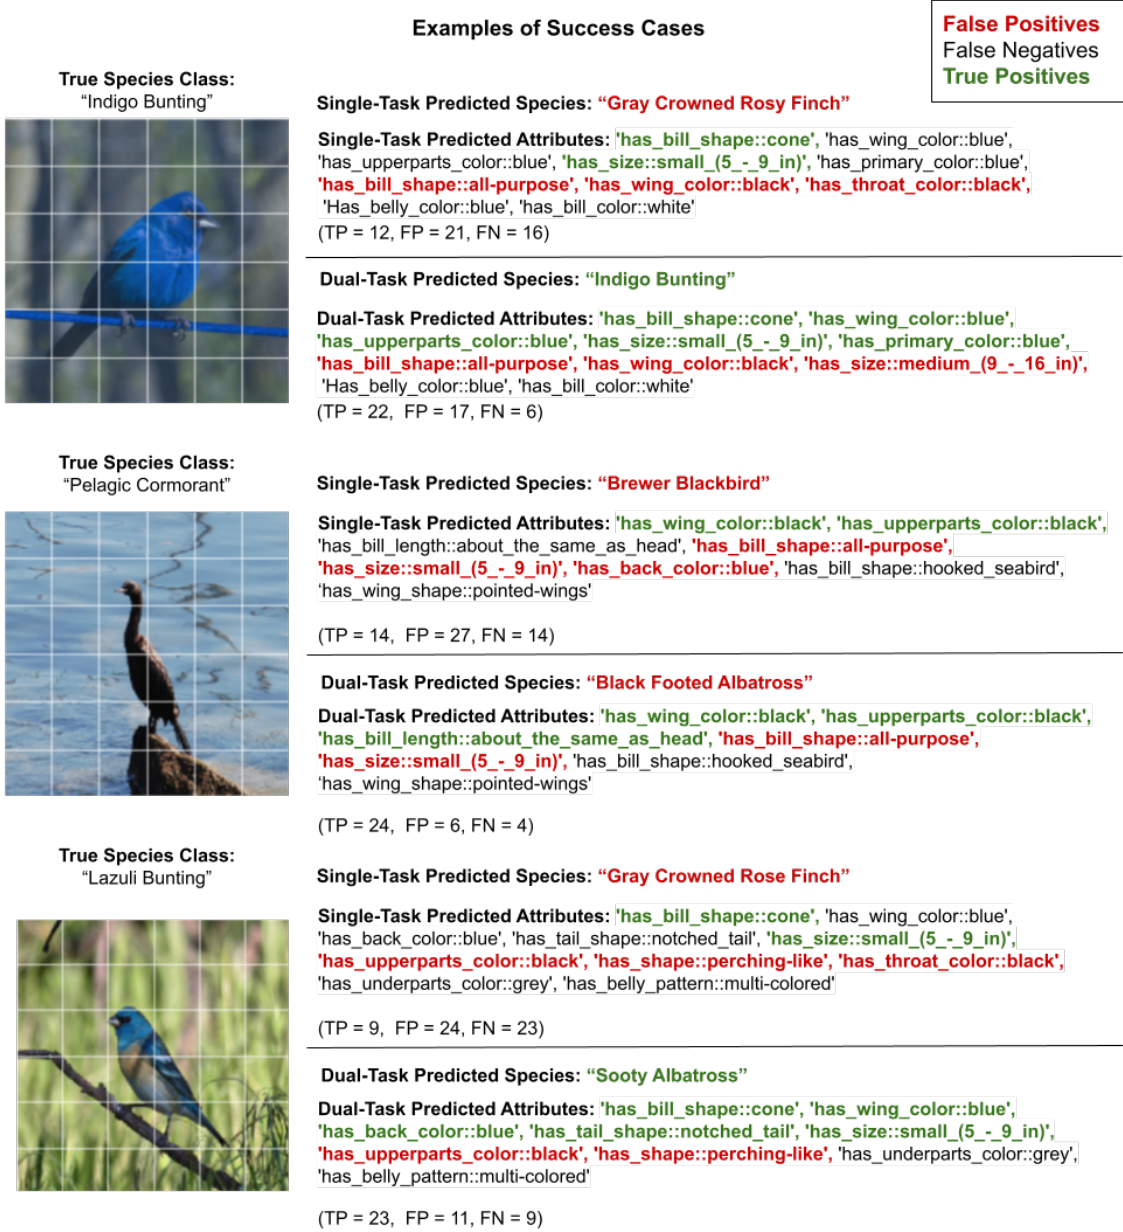 Examples of Success Cases
False Positives
False Negatives
True Positives
True Species Class:
“Indigo Bunting”
Single-Task Predicted Species: “Gray Crowned Rosy Finch”
Single-Task Predicted Attributes: 'has_bill_shape::cone', 'has_wing_color::blue',
'has_upperparts_color::blue', 'has_size::small_(5_-_9_in)', 'has_primary_color::blue',
'has_bill_shape::all-purpose', 'has_wing_color::black', 'has_throat_color::black',
'Has_belly_color::blue', 'has_bill_color::white'
(TP = 12, FP = 21, FN = 16)
Dual-Task Predicted Species: “Indigo Bunting”
Dual-Task Predicted Attributes: 'has_bill_shape::cone', 'has_wing_color::blue',
'has_upperparts_color::blue', 'has_size::small_(5_-_9_in)', 'has_primary_color::blue',
'has_bill_shape::all-purpose', 'has_wing_color::black', 'has_size::medium_(9_-_16_in)',
'Has_belly_color::blue', 'has_bill_color::white'
(TP = 22, FP = 17, FN = 6)
True Species Class:
“Pelagic Cormorant”
Single-Task Predicted Species: “Brewer Blackbird”
Single-Task Predicted Attributes: 'has_wing_color::black', 'has_upperparts_color::black',
'has_bill_length::about_the_same_as_head', 'has_bill_shape::all-purpose',
'has_size::small_(5_-_9_in)', 'has_back_color::blue', 'has_bill_shape::hooked_seabird',
‘has_wing_shape::pointed-wings'
(TP = 14, FP = 27, FN = 14)
Dual-Task Predicted Species: “Black Footed Albatross”
Dual-Task Predicted Attributes: 'has_wing_color::black', 'has_upperparts_color::black',
'has_bill_length::about_the_same_as_head', 'has_bill_shape::all-purpose',
'has_size::small_(5_-_9_in)', 'has_bill_shape::hooked_seabird',
‘has_wing_shape::pointed-wings'
(TP = 24, FP = 6, FN = 4)
True Species Class:
“Lazuli Bunting”
Single-Task Predicted Species: “Gray Crowned Rose Finch”
Single-Task Predicted Attributes: 'has_bill_shape::cone', 'has_wing_color::blue',
'has_back_color::blue', 'has_tail_shape::notched_tail', 'has_size::small_(5_-_9_in)',
'has_upperparts_color::black', 'has_shape::perching-like', 'has_throat_color::black',
'has_underparts_color::grey', 'has_belly_pattern::multi-colored'
(TP = 9, FP = 24, FN = 23)
Dual-Task Predicted Species: “Sooty Albatross”
Dual-Task Predicted Attributes: 'has_bill_shape::cone', 'has_wing_color::blue',
'has_back_color::blue', 'has_tail_shape::notched_tail', 'has_size::small_(5_-_9_in)',
'has_upperparts_color::black', 'has_shape::perching-like', 'has_underparts_color::grey',
'has_belly_pattern::multi-colored'
(TP = 23, FP = 11, FN = 9)